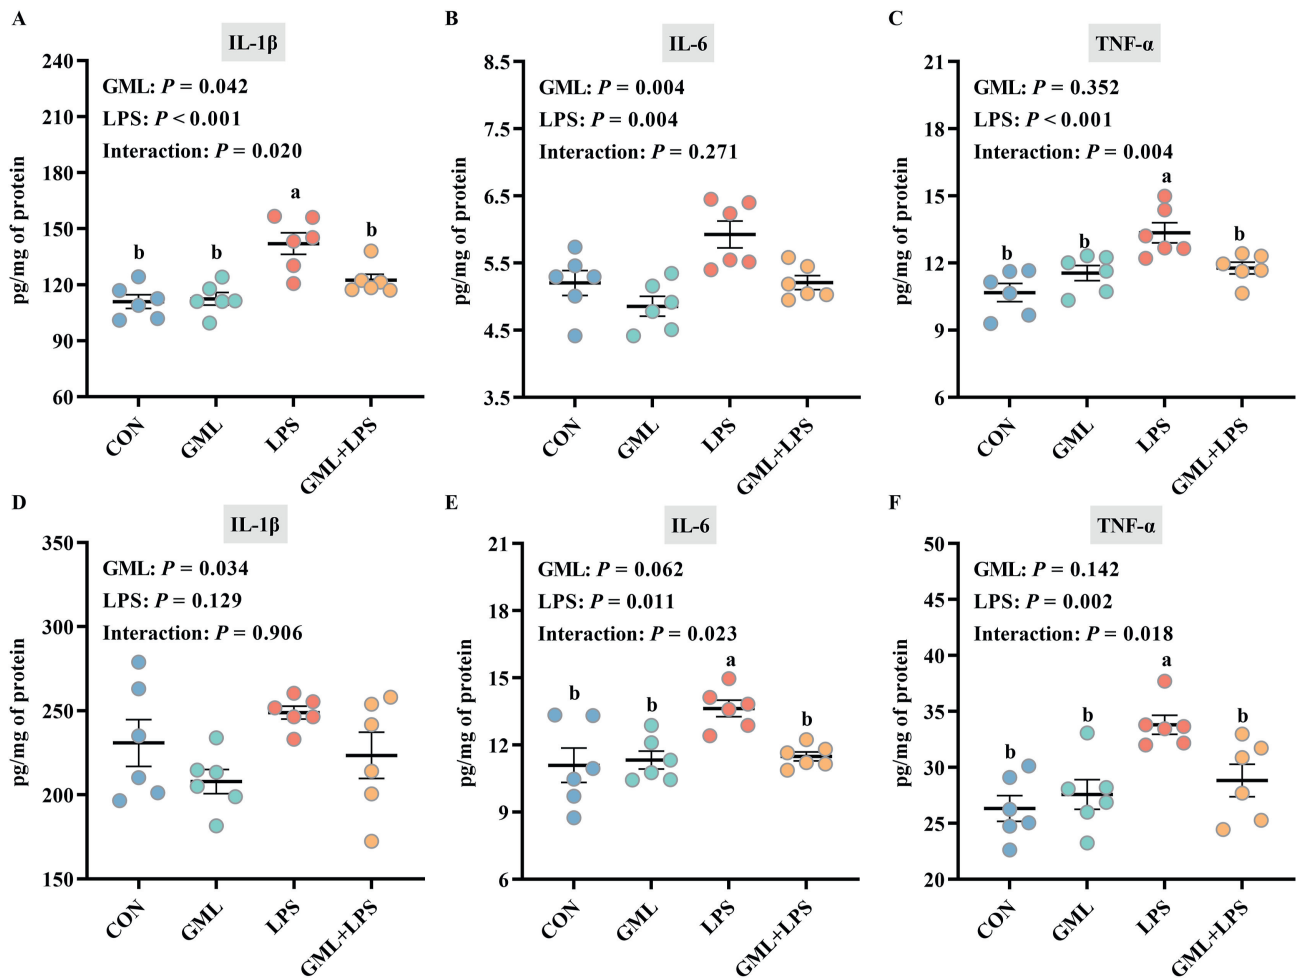 A
IL-1β
240
210
180
150
120
90
60
pg/mg of protein
GML: P = 0.042
LPS: P < 0.001
Interaction: P = 0.020
b
b
a
b
CON
GML
LPS
GML+LPS
B
IL-6
8.5
7.5
6.5
5.5
4.5
3.5
pg/mg of protein
GML: P = 0.004
LPS: P = 0.004
Interaction: P = 0.271
CON
GML
LPS
GML+LPS
C
TNF-α
21
18
15
12
9
6
pg/mg of protein
GML: P = 0.352
LPS: P < 0.001
Interaction: P = 0.004
b
b
a
b
CON
GML
LPS
GML+LPS
D
IL-1β
350
300
250
200
150
pg/mg of protein
GML: P = 0.034
LPS: P = 0.129
Interaction: P = 0.906
CON
GML
LPS
GML+LPS
E
IL-6
21
18
15
12
9
6
pg/mg of protein
GML: P = 0.062
LPS: P = 0.011
Interaction: P = 0.023
b
b
a
b
CON
GML
LPS
GML+LPS
F
TNF-α
50
45
40
35
30
25
20
pg/mg of protein
GML: P = 0.142
LPS: P = 0.002
Interaction: P = 0.018
b
b
a
b
CON
GML
LPS
GML+LPS